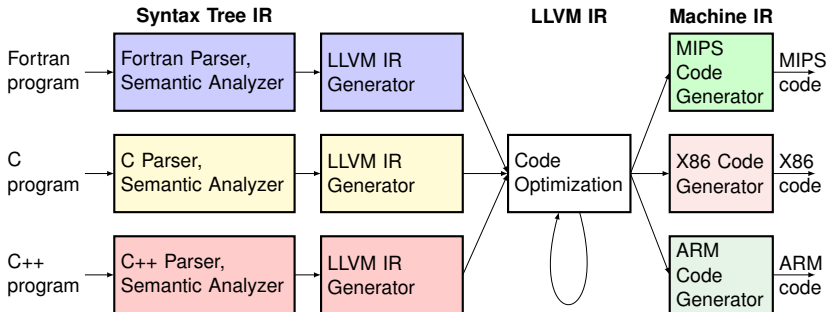 Syntax Tree IR
LLVM IR
Machine IR
Fortran
program
Fortran Parser,
Semantic Analyzer
LLVM IR
Generator
MIPS
Code
Generator
MIPS
code
C
program
C Parser,
Semantic Analyzer
LLVM IR
Generator
Code
Optimization
X86 Code
Generator
X86
code
C++
program
C++ Parser,
Semantic Analyzer
LLVM IR
Generator
ARM
Code
Generator
ARM
code